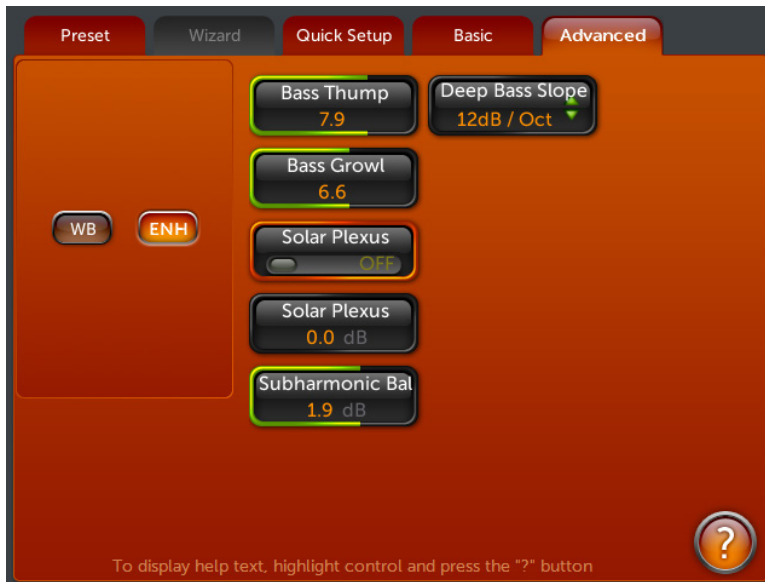 Preset
Wizard
Quick Setup
Basic
Advanced
Bass Thump
7.9
Deep Bass Slope
12dB / Oct
Bass Growl
6.6
WB
ENH
Solar Plexus
OFF
Solar Plexus
0.0 dB
Subharmonic Bal
1.9 dB
?
To display help text, highlight control and press the "?" button